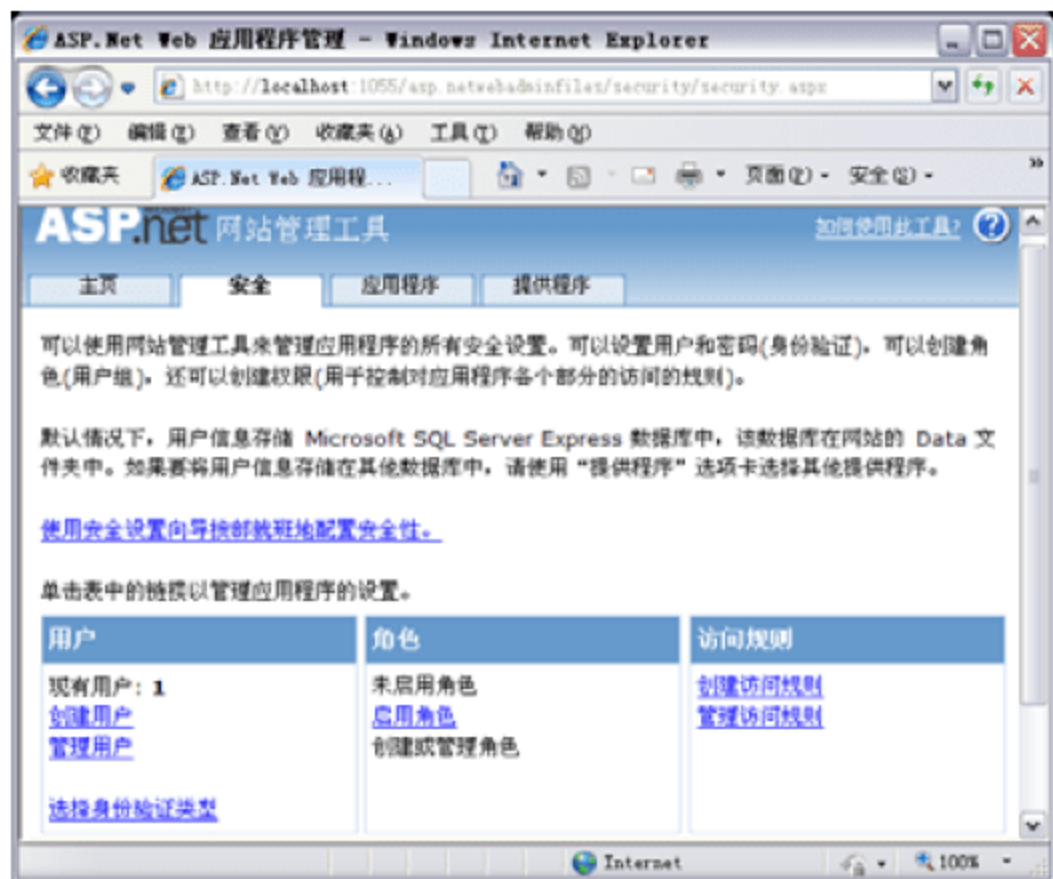 ASP.Net Web 应用程序管理 - Windows Internet Explorer
http://localhost:1055/asp.netwebadminfiles/security/security.aspx
文件(F) 编辑(E) 查看(V) 收藏夹(A) 工具(T) 帮助(H)
收藏夹 ASP.Net Web 应用程... 页面(P) 安全(S) »
ASP.net 网站管理工具 如何使用此工具? ?
主页 安全 应用程序 提供程序
可以使用网站管理工具来管理应用程序的所有安全设置。可以设置用户和密码(身份验证)，可以创建角
色(用户组)，还可以创建权限(用于控制对应用程序各个部分的访问的规则)。
默认情况下，用户信息存储 Microsoft SQL Server Express 数据库中，该数据库在网站的 Data 文
件夹中。如果要将用户信息存储在其他数据库中，请使用“提供程序”选项卡选择其他提供程序。
使用安全设置向导按部就班地配置安全性。
单击表中的链接以管理应用程序的设置。
用户 角色 访问规则
现有用户: 1 未启用角色 创建访问规则
创建用户 启用角色 管理访问规则
管理用户 创建或管理角色
选择身份验证类型
Internet 100%